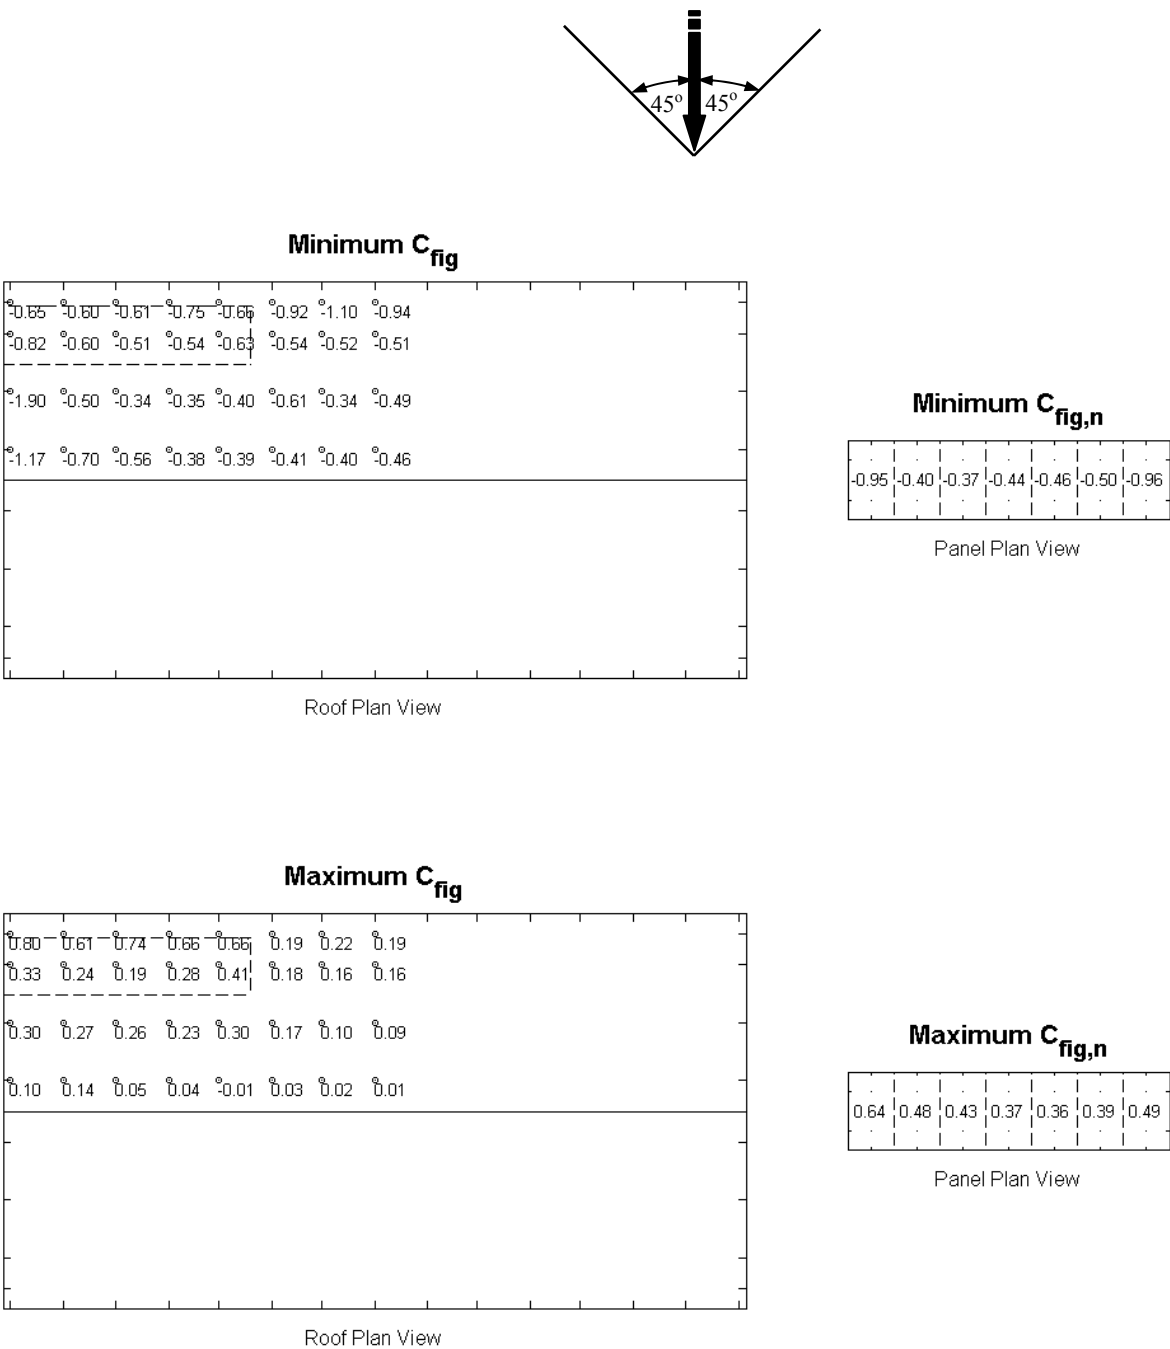 45° 45°
Minimum C_fig
-0.65 -0.60 -0.61 -0.75 -0.66 -0.92 -1.10 -0.94
-0.82 -0.60 -0.51 -0.54 -0.63 -0.54 -0.52 -0.51
-1.90 -0.50 -0.34 -0.35 -0.40 -0.61 -0.34 -0.49
-1.17 -0.70 -0.56 -0.38 -0.39 -0.41 -0.40 -0.46
Roof Plan View
Minimum C_fig,n
-0.95 -0.40 -0.37 -0.44 -0.46 -0.50 -0.96
Panel Plan View
Maximum C_fig
0.80 0.61 0.74 0.66 0.66 0.19 0.22 0.19
0.33 0.24 0.19 0.28 0.41 0.18 0.16 0.16
0.30 0.27 0.26 0.23 0.30 0.17 0.10 0.09
0.10 0.14 0.05 0.04 -0.01 0.03 0.02 0.01
Roof Plan View
Maximum C_fig,n
0.64 0.48 0.43 0.37 0.36 0.39 0.49
Panel Plan View